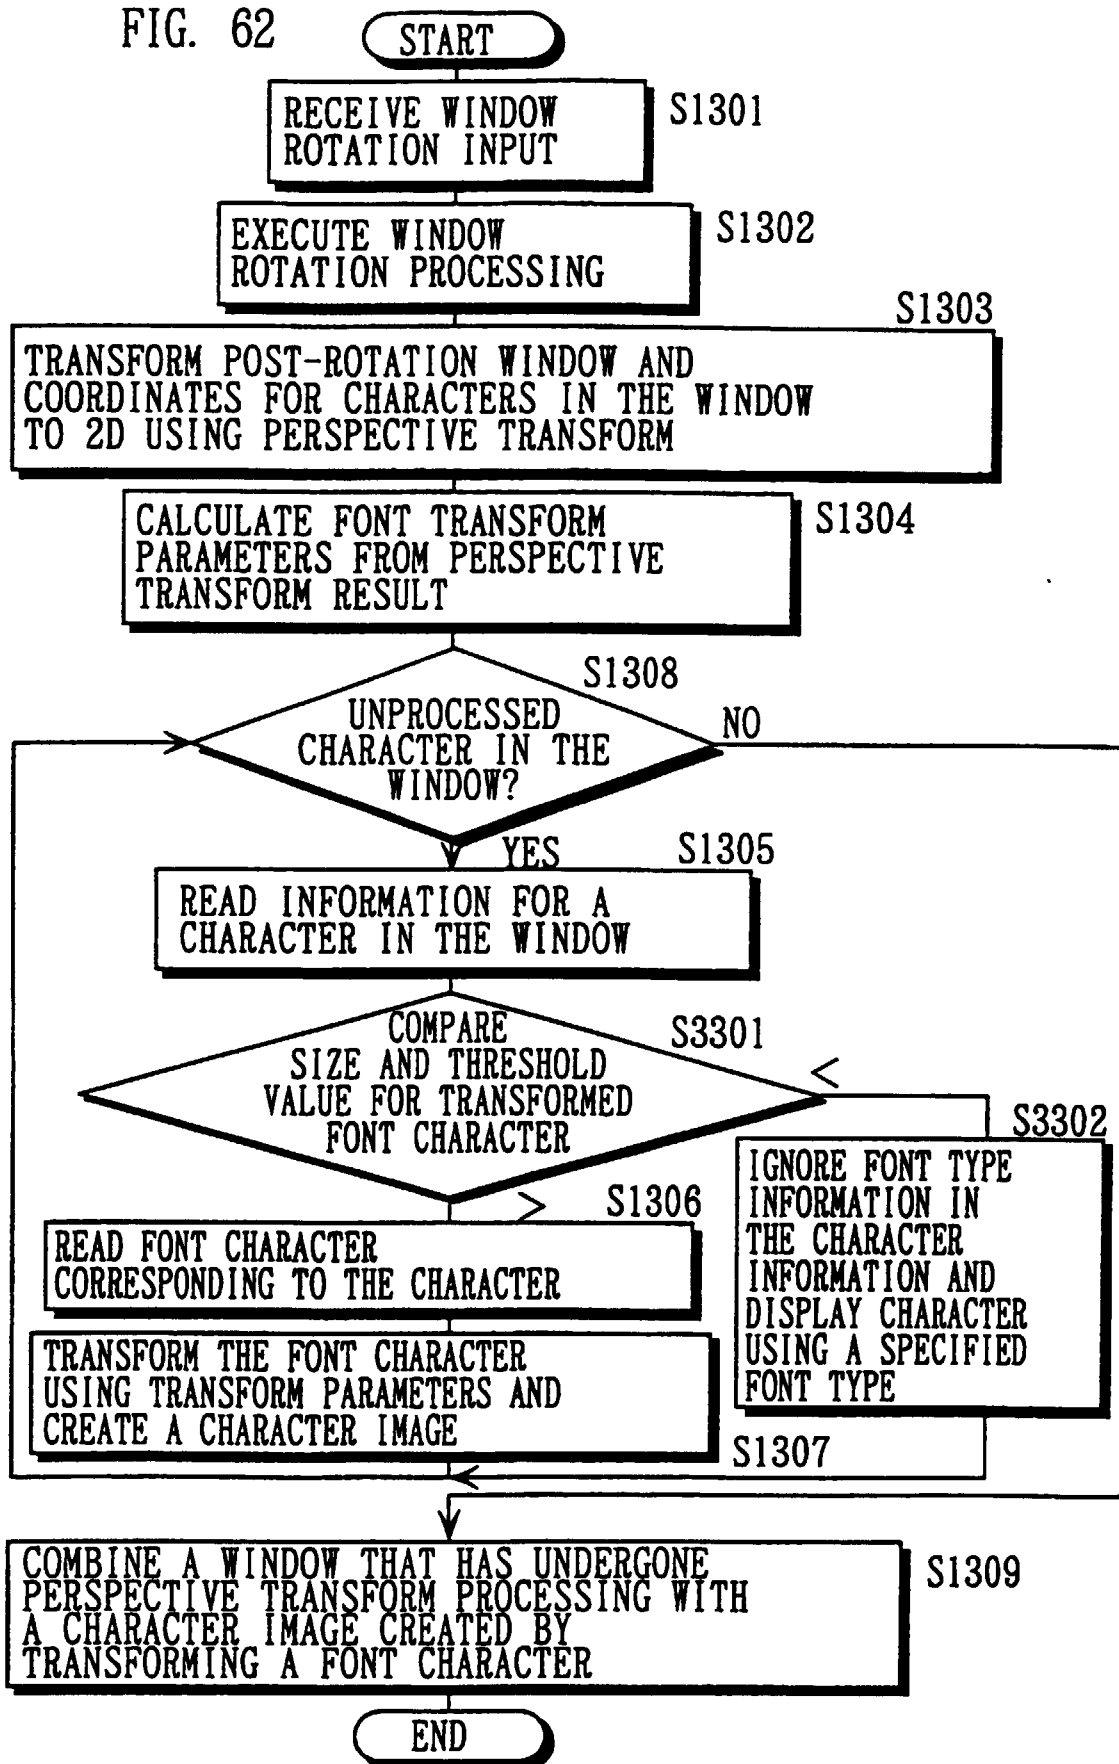 FIG. 62
START
RECEIVE WINDOW
ROTATION INPUT
S1301
EXECUTE WINDOW
ROTATION PROCESSING
S1302
S1303
TRANSFORM POST-ROTATION WINDOW AND
COORDINATES FOR CHARACTERS IN THE WINDOW
TO 2D USING PERSPECTIVE TRANSFORM
CALCULATE FONT TRANSFORM
PARAMETERS FROM PERSPECTIVE
TRANSFORM RESULT
S1304
S1308
UNPROCESSED
CHARACTER IN THE
WINDOW?
NO
YES
S1305
READ INFORMATION FOR A
CHARACTER IN THE WINDOW
COMPARE
SIZE AND THRESHOLD
VALUE FOR TRANSFORMED
FONT CHARACTER
S3301
<
S3302
IGNORE FONT TYPE
INFORMATION IN
THE CHARACTER
INFORMATION AND
DISPLAY CHARACTER
USING A SPECIFIED
FONT TYPE
>
S1306
READ FONT CHARACTER
CORRESPONDING TO THE CHARACTER
TRANSFORM THE FONT CHARACTER
USING TRANSFORM PARAMETERS AND
CREATE A CHARACTER IMAGE
S1307
COMBINE A WINDOW THAT HAS UNDERGONE
PERSPECTIVE TRANSFORM PROCESSING WITH
A CHARACTER IMAGE CREATED BY
TRANSFORMING A FONT CHARACTER
S1309
END